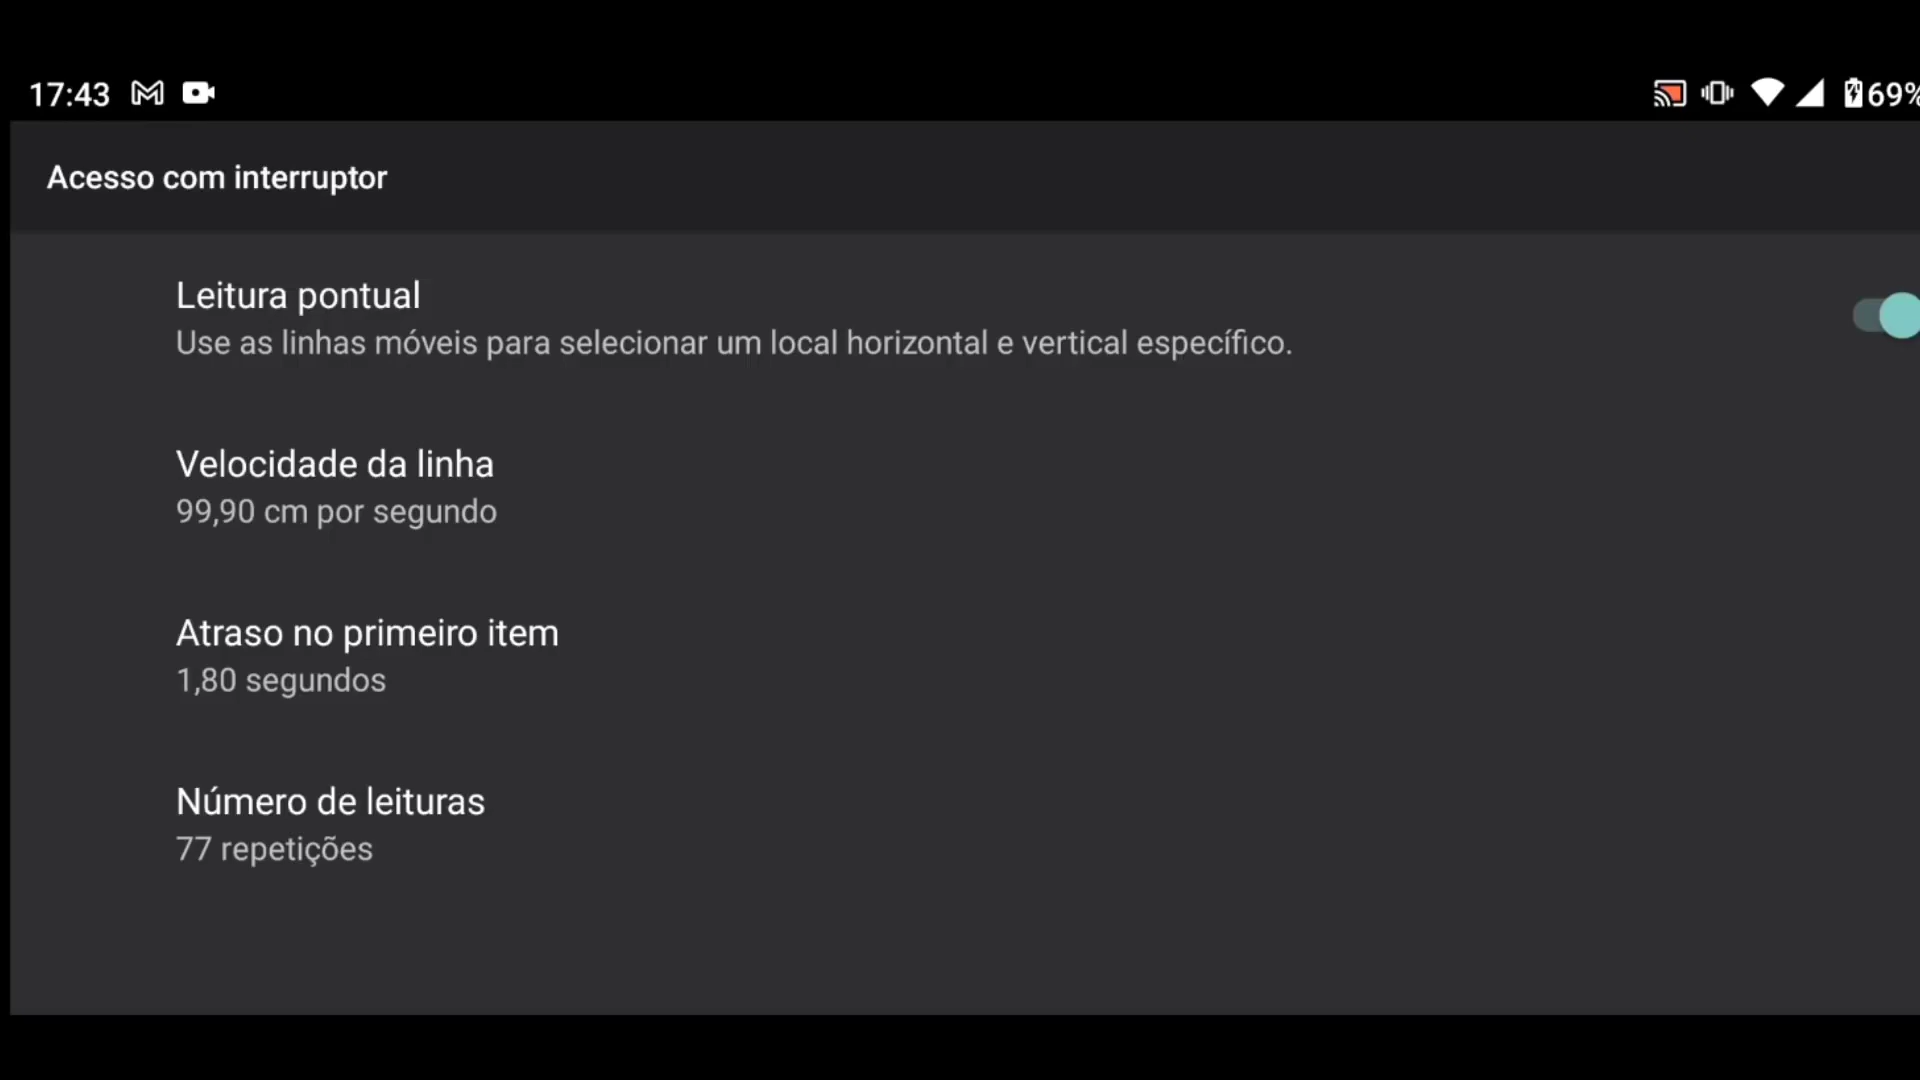 17:43
69%
Acesso com interruptor
Leitura pontual
Use as linhas móveis para selecionar um local horizontal e vertical específico.
Velocidade da linha
99,90 cm por segundo
Atraso no primeiro item
1,80 segundos
Número de leituras
77 repetições